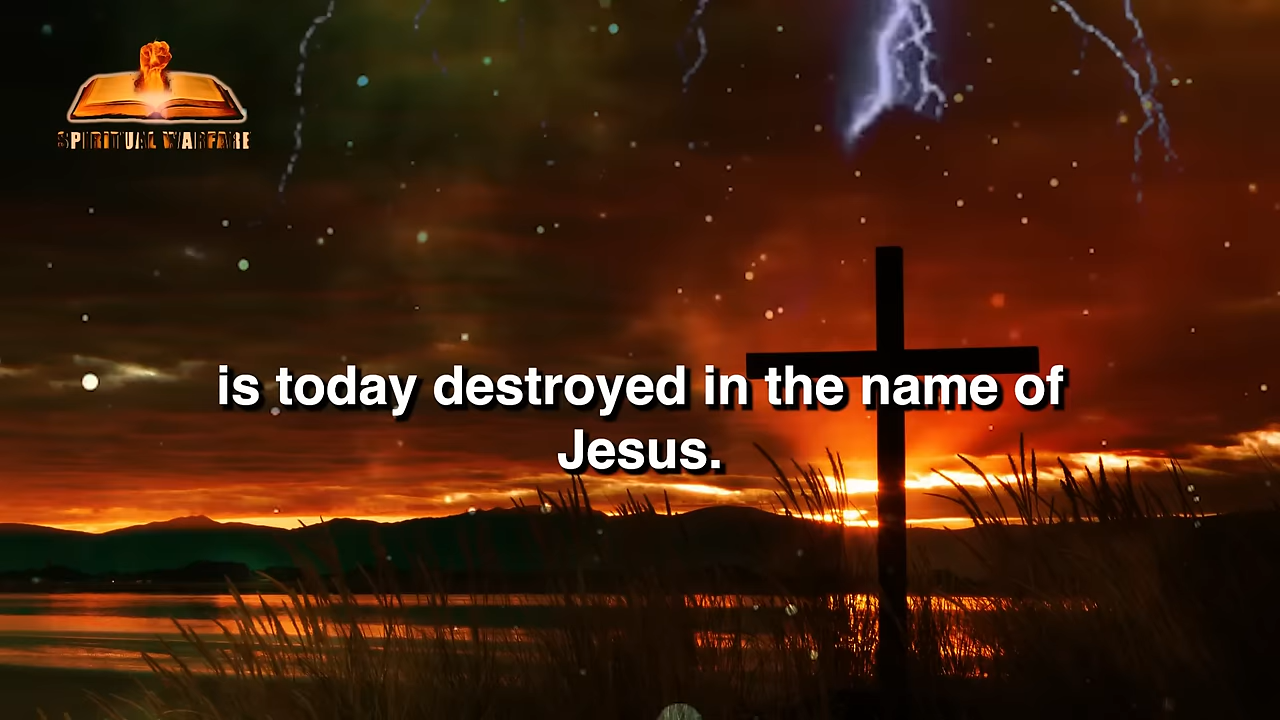 SPIRITUAL WARFARE
is today destroyed in the name of
Jesus.